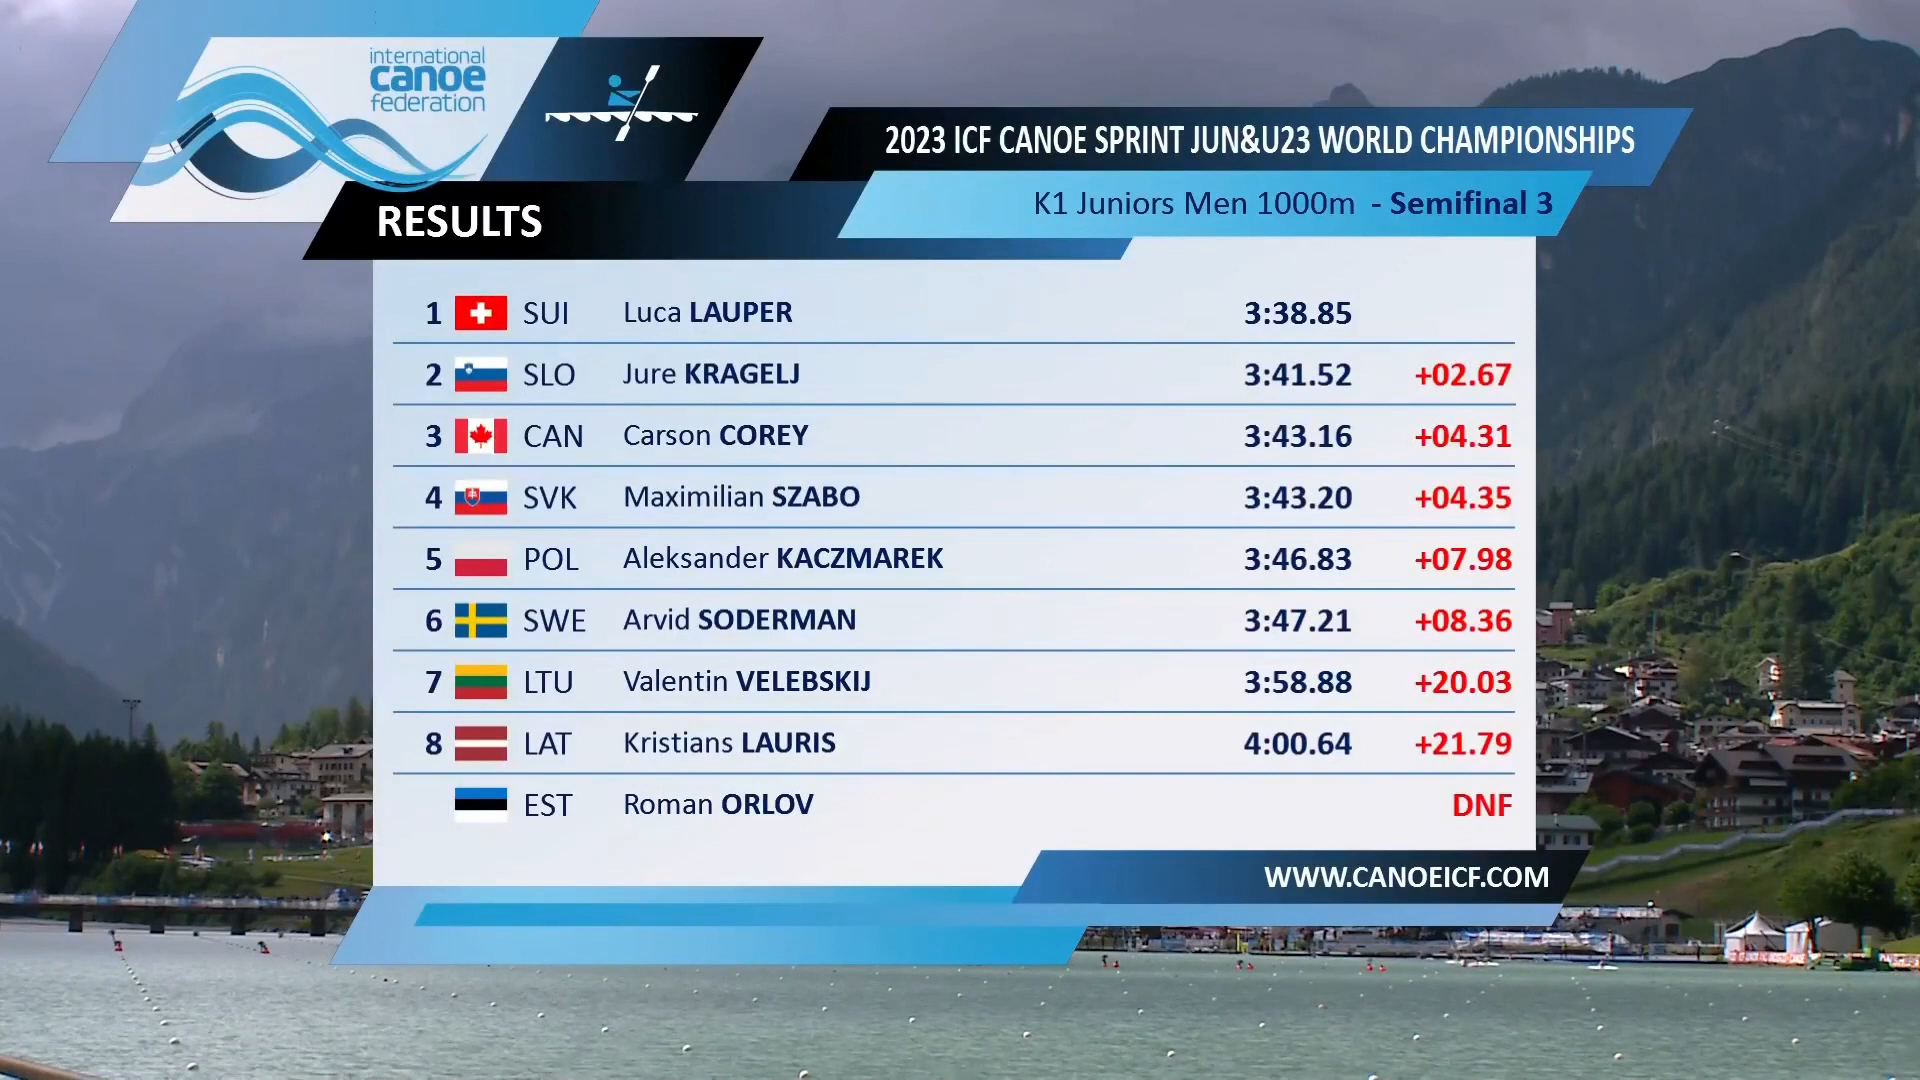 international
canoe
federation
2023 ICF CANOE SPRINT JUN&U23 WORLD CHAMPIONSHIPS
K1 Juniors Men 1000m - Semifinal 3
RESULTS
1 SUI Luca LAUPER 3:38.85
2 SLO Jure KRAGELJ 3:41.52 +02.67
3 CAN Carson COREY 3:43.16 +04.31
4 SVK Maximilian SZABO 3:43.20 +04.35
5 POL Aleksander KACZMAREK 3:46.83 +07.98
6 SWE Arvid SODERMAN 3:47.21 +08.36
7 LTU Valentin VELEBSKIJ 3:58.88 +20.03
8 LAT Kristians LAURIS 4:00.64 +21.79
EST Roman ORLOV DNF
WWW.CANOEICF.COM